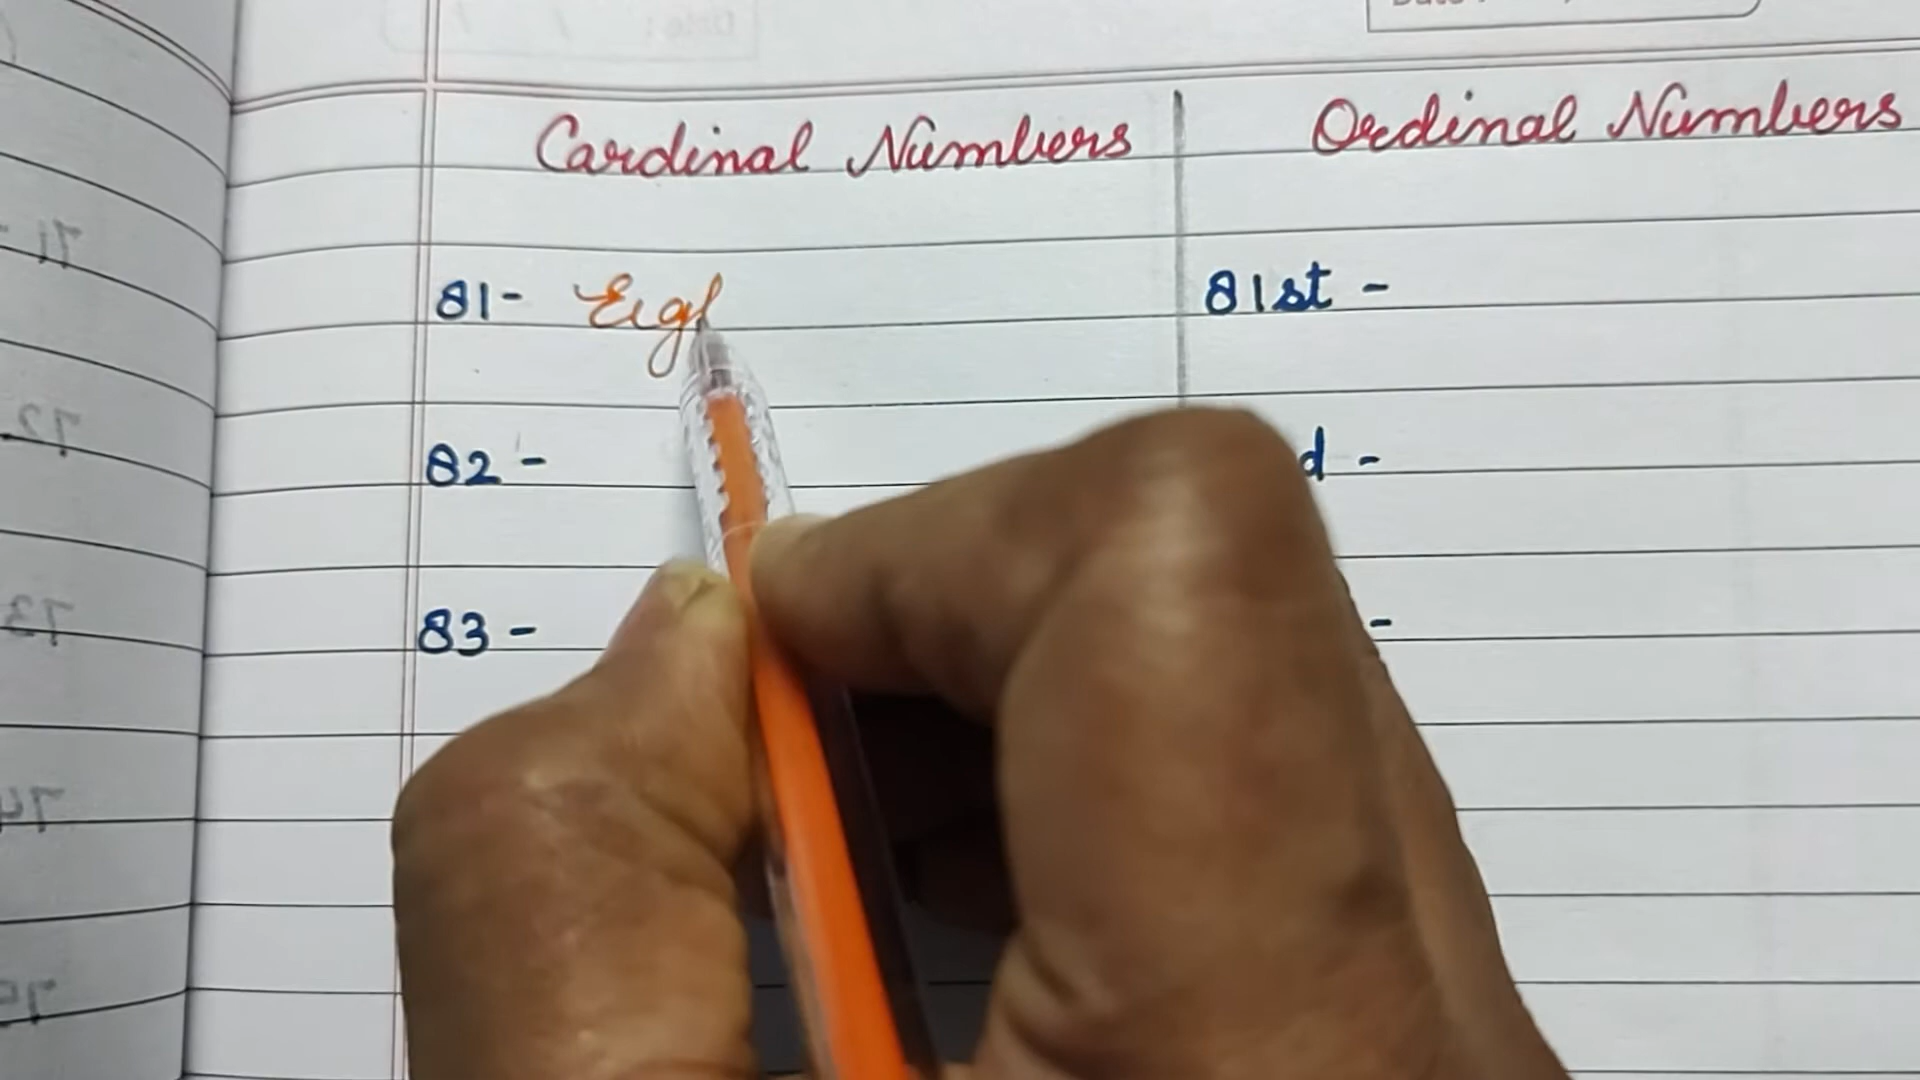 Cardinal Numbers Ordinal Numbers
81- Eigh 81st -
82 - d -
83 - -